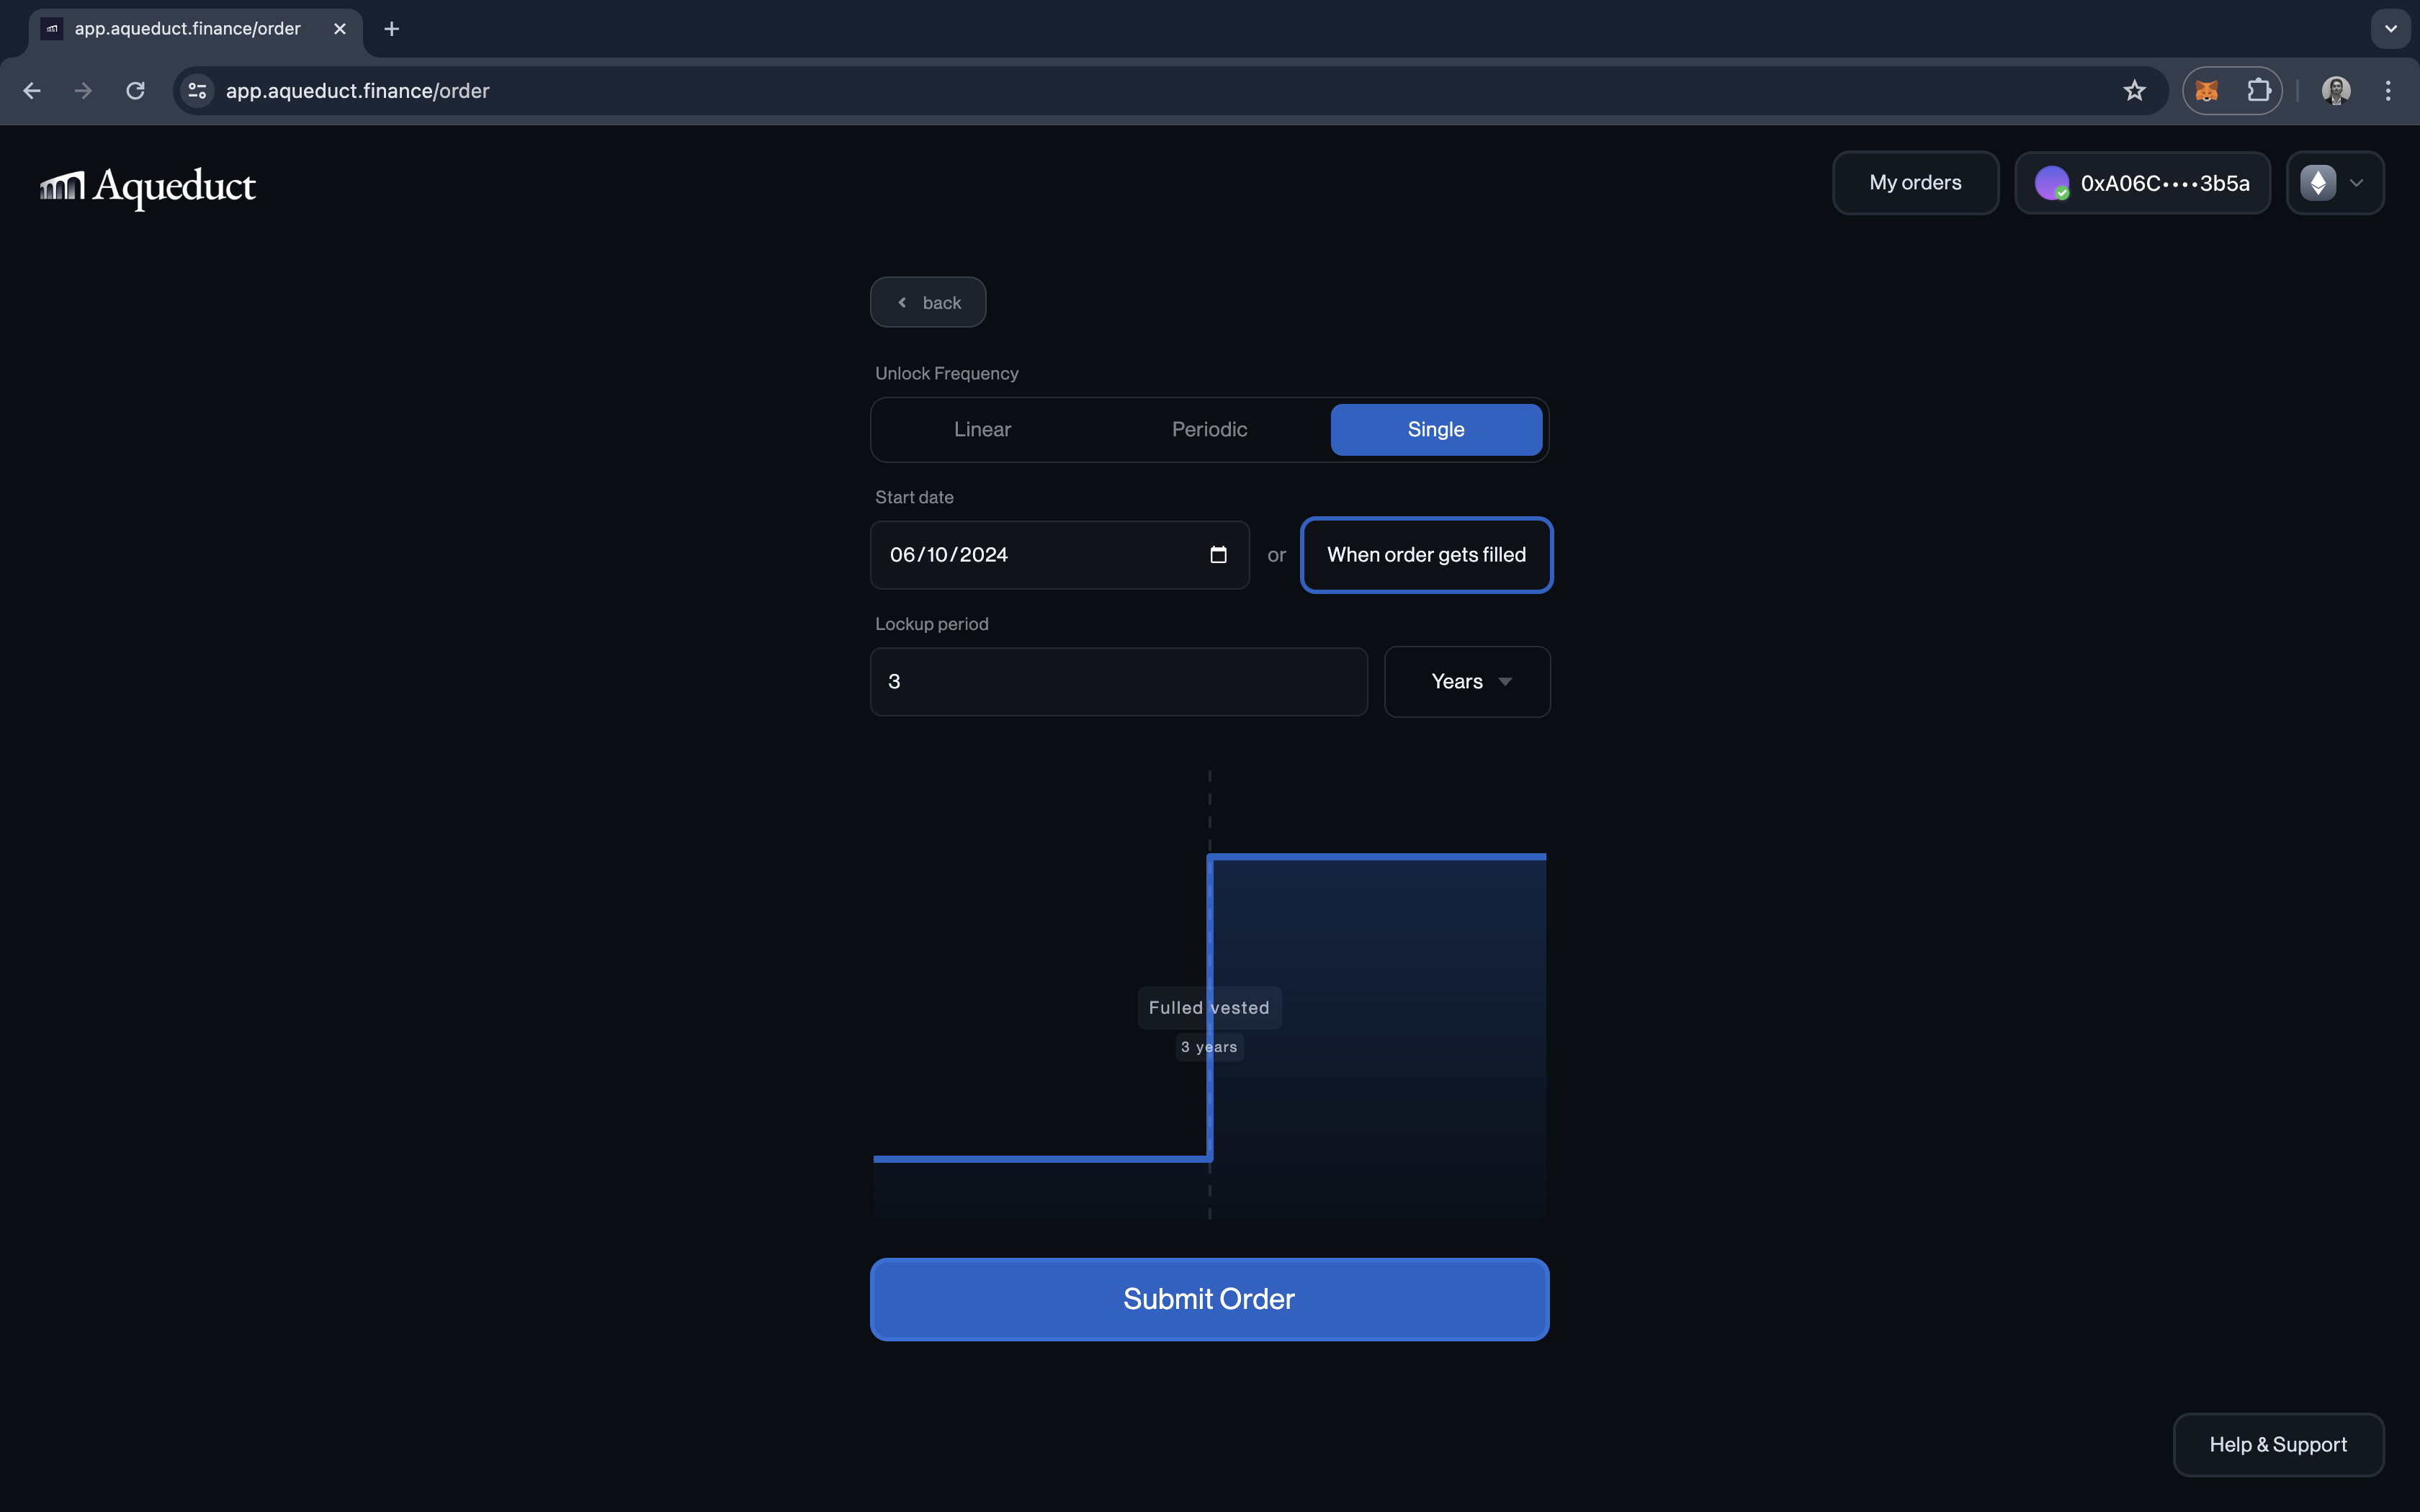 app.aqueduct.finance/order
app.aqueduct.finance/order
Aqueduct
My orders
0xA06C····3b5a
back
Unlock Frequency
Linear
Periodic
Single
Start date
06/10/2024
or
When order gets filled
Lockup period
3
Years
Fulled vested
3 years
Submit Order
Help & Support